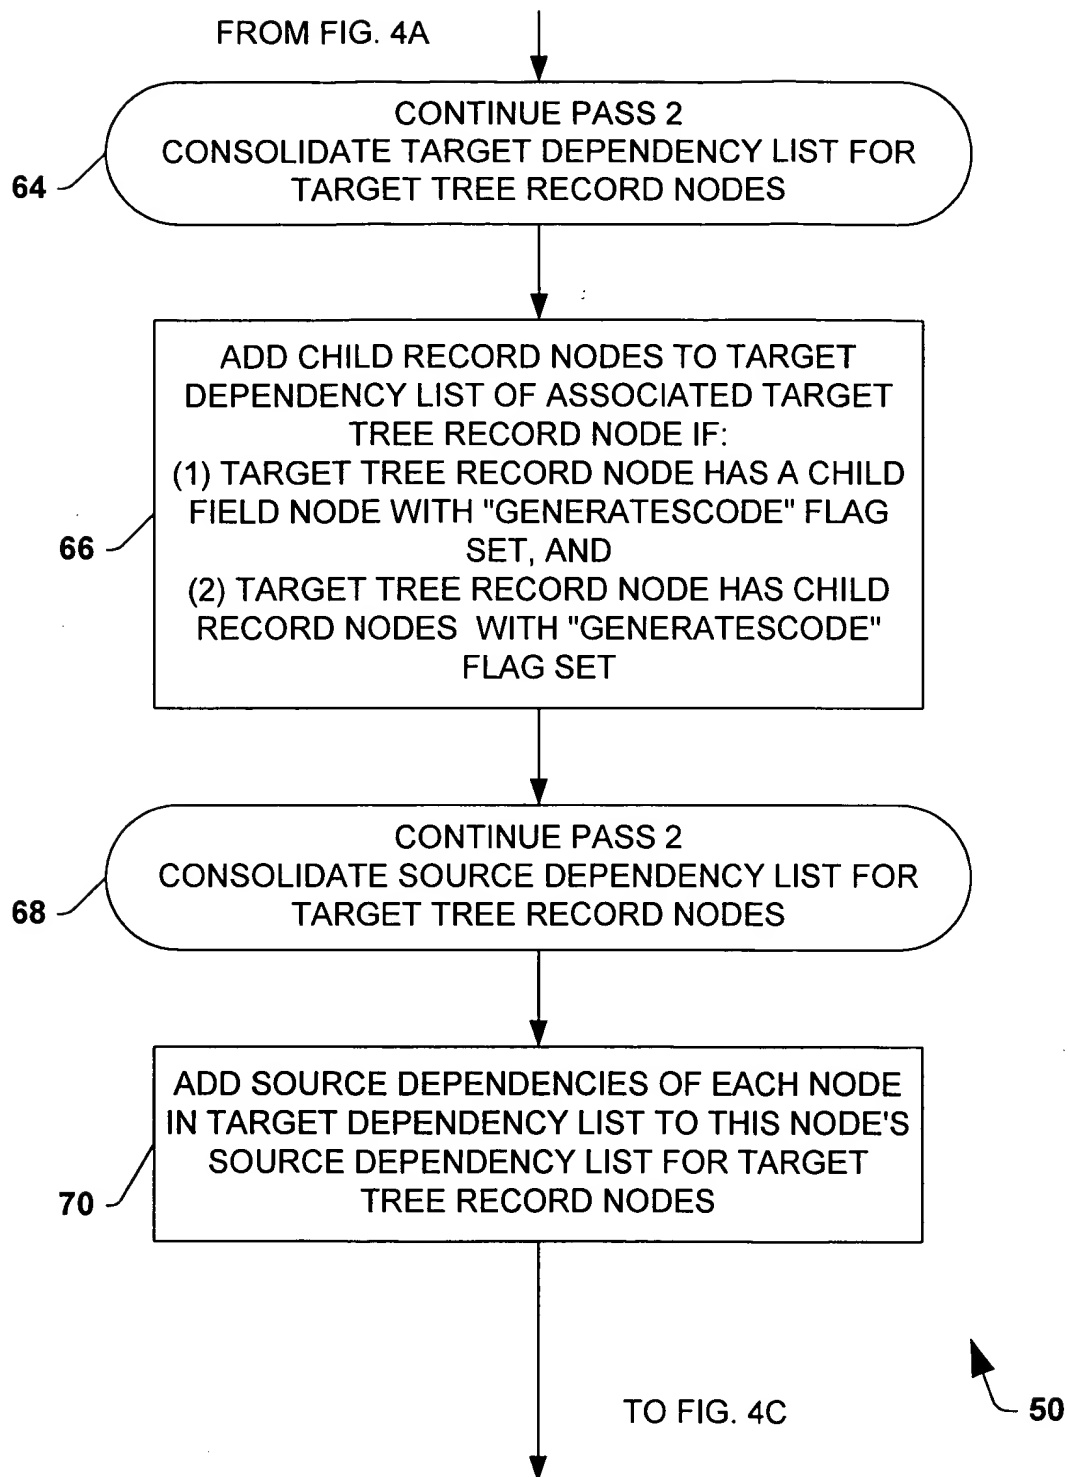 FROM FIG. 4A
CONTINUE PASS 2
CONSOLIDATE TARGET DEPENDENCY LIST FOR
TARGET TREE RECORD NODES
64
ADD CHILD RECORD NODES TO TARGET
DEPENDENCY LIST OF ASSOCIATED TARGET
TREE RECORD NODE IF:
(1) TARGET TREE RECORD NODE HAS A CHILD
FIELD NODE WITH "GENERATESCODE" FLAG
SET, AND
(2) TARGET TREE RECORD NODE HAS CHILD
RECORD NODES WITH "GENERATESCODE"
FLAG SET
66
CONTINUE PASS 2
CONSOLIDATE SOURCE DEPENDENCY LIST FOR
TARGET TREE RECORD NODES
68
ADD SOURCE DEPENDENCIES OF EACH NODE
IN TARGET DEPENDENCY LIST TO THIS NODE'S
SOURCE DEPENDENCY LIST FOR TARGET
TREE RECORD NODES
70
TO FIG. 4C
50